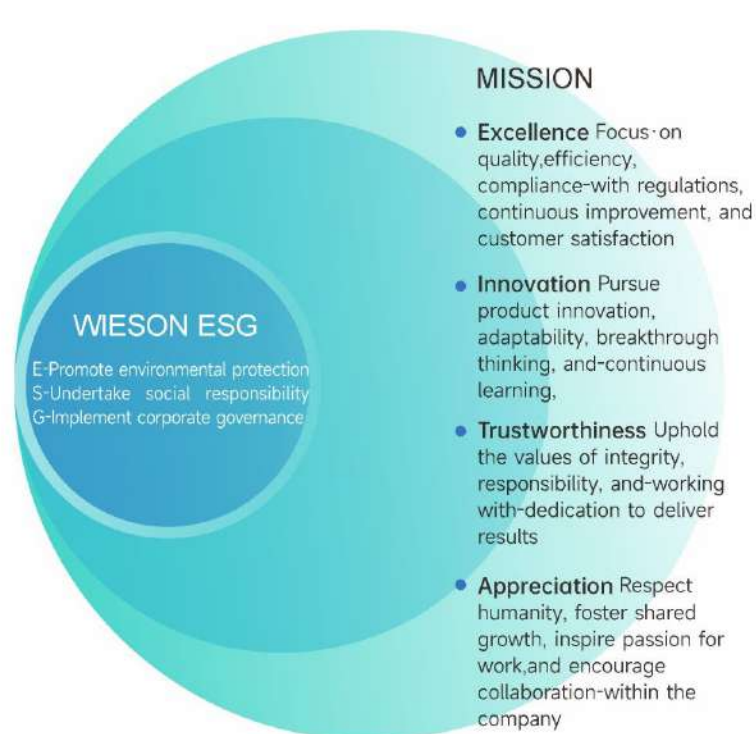 WIESON ESG
E-Promote environmental protection
S-Undertake social responsibility
G-Implement corporate governance
MISSION
Excellence Focus·on
quality,efficiency,
compliance-with regulations,
continuous improvement, and
customer satisfaction
Innovation Pursue
product innovation,
adaptability, breakthrough
thinking, and-continuous
learning,
Trustworthiness Uphold
the values of integrity,
responsibility, and-working
with-dedication to deliver
results
Appreciation Respect
humanity, foster shared
growth, inspire passion for
work,and encourage
collaboration-within the
company